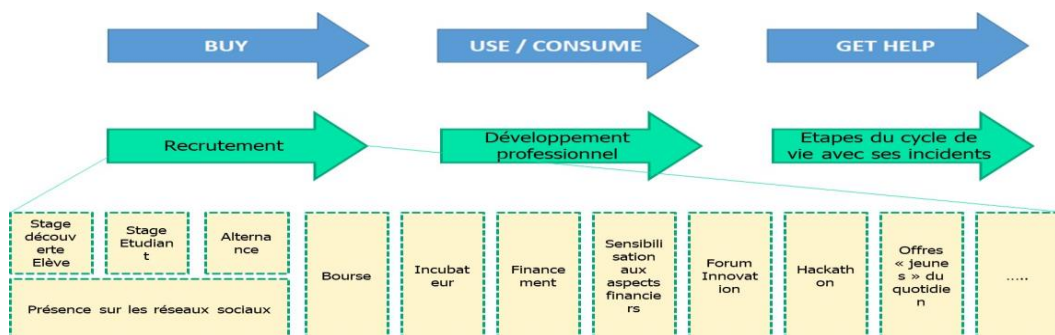 BUY
USE / CONSUME
GET HELP
Recrutement
Développement
professionnel
Etapes du cycle de
vie avec ses incidents
Stage
découv
erte
Elève
Stage
Etudian
t
Alterna
nce
Présence sur les réseaux sociaux
Bourse
Incubat
eur
Finance
ment
Sensibili
sation
aux
aspects
financie
rs
Forum
Innovat
ion
Hackath
on
Offres
« jeune
s » du
quotidie
n
.....